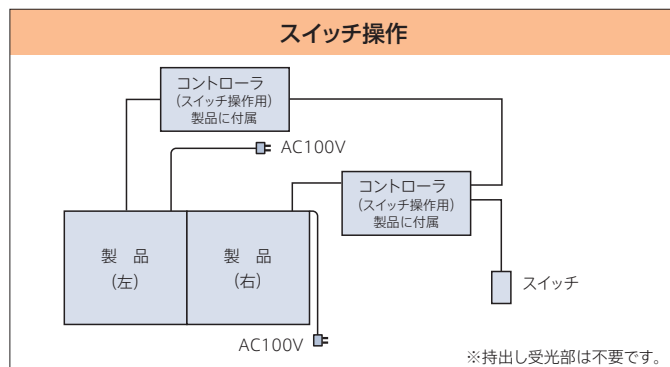 スイッチ操作
コントローラ
(スイッチ操作用)
製品に付属
AC100V
コントローラ
(スイッチ操作用)
製品に付属
製 品
(左)
製 品
(右)
スイッチ
AC100V
※持出し受光部は不要です。